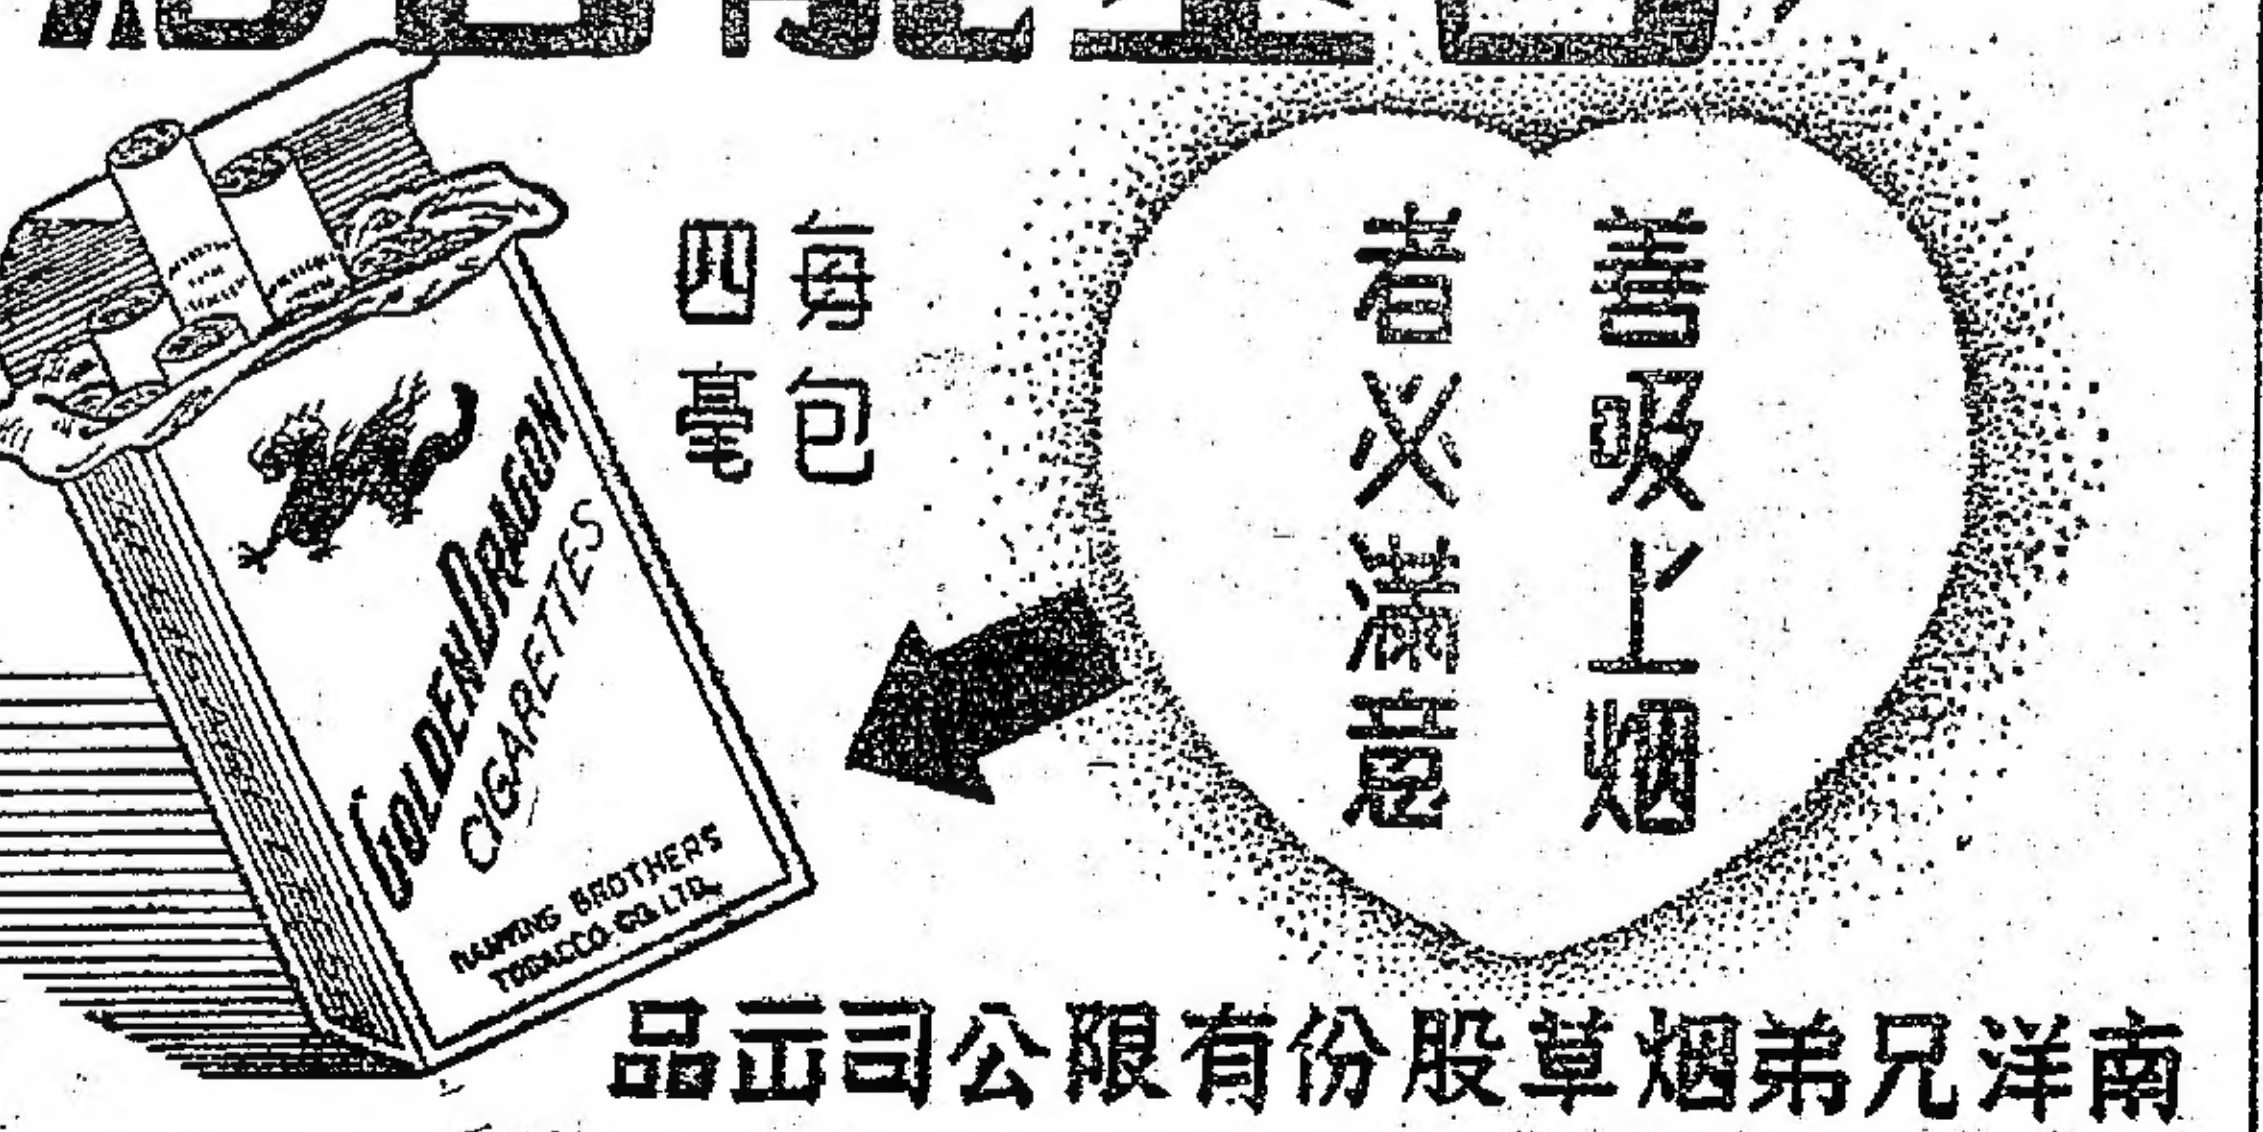 善吸上烟
者必滿意
每包
四毫
GOLDEN DRAGON
CIGARETTES
NANYANG BROTHERS
TOBACCO CO. LTD.
南洋兄弟烟草股份有限公司出品